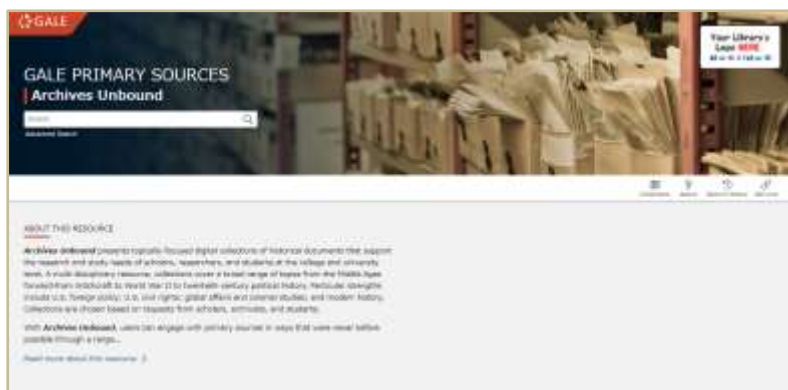 GALE
Your Library's
Logo HERE
GALE PRIMARY SOURCES
Archives Unbound
Search
Advanced Search
ABOUT THIS RESOURCE
Archives Unbound presents topically-focused digital collections of historical documents that support
the research and study needs of scholars, researchers, and students at the college and university
level. A multi-disciplinary resource, collections cover a broad range of topics from the Middle Ages
forward-from Witchcraft to World War II to twentieth-century political history. Particular strengths
include U.S. foreign policy; U.S. civil rights; global affairs and colonial studies; and modern history.
Collections are chosen based on requests from scholars, archivists, and students.
With Archives Unbound, users can engage with primary sources in ways that were never before
possible through a range...
Read more about this resource